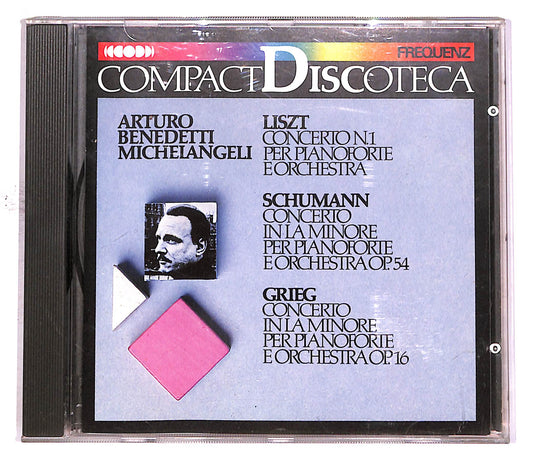 FREQUENZ
COMPACT DISCOTECA
ARTURO
BENEDETTI
MICHELANGELI
LISZT
CONCERTO N.1
PER PIANOFORTE
E ORCHESTRA
SCHUMANN
CONCERTO
IN LA MINORE
PER PIANOFORTE
E ORCHESTRA OP. 54
GRIEG
CONCERTO
IN LA MINORE
PER PIANOFORTE
E ORCHESTRA OP. 16